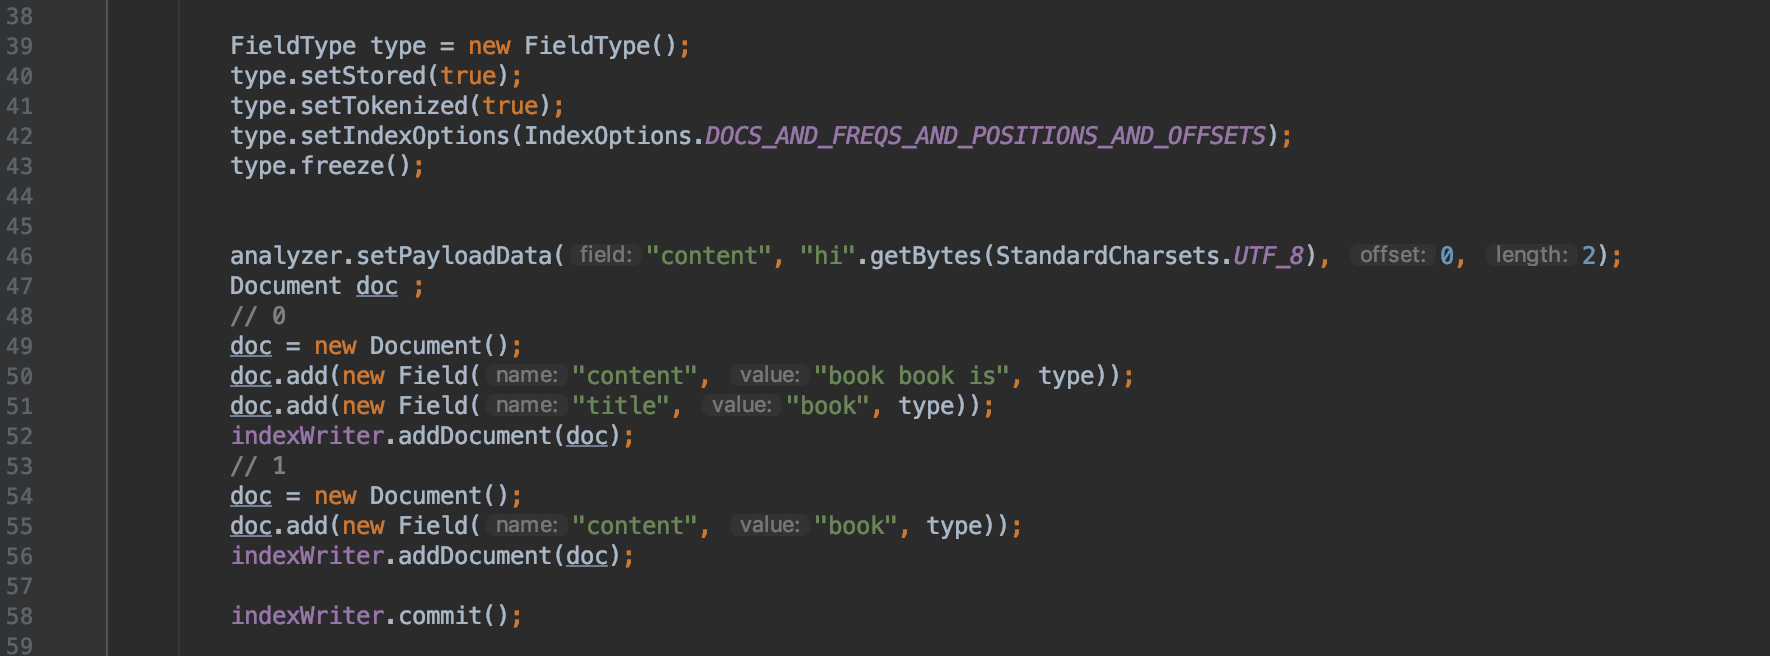 38
39 FieldType type = new FieldType();
40 type.setStored(true);
41 type.setTokenized(true);
42 type.setIndexOptions(IndexOptions.DOCS_AND_FREQS_AND_POSITIONS_AND_OFFSETS);
43 type.freeze();
44
45
46 analyzer.setPayloadData( field: "content", "hi".getBytes(StandardCharsets.UTF_8), offset: 0, length: 2);
47 Document doc ;
48 // 0
49 doc = new Document();
50 doc.add(new Field( name: "content", value: "book book is", type));
51 doc.add(new Field( name: "title", value: "book", type));
52 indexWriter.addDocument(doc);
53 // 1
54 doc = new Document();
55 doc.add(new Field( name: "content", value: "book", type));
56 indexWriter.addDocument(doc);
57
58 indexWriter.commit();
59